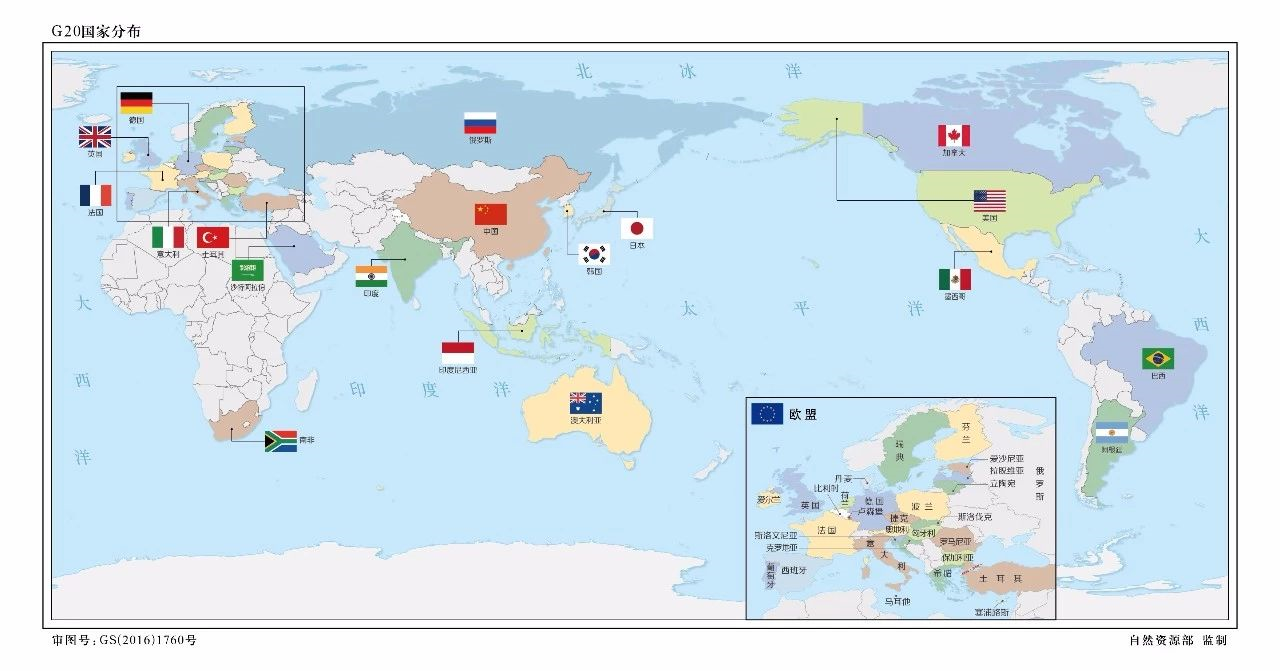 G20国家分布
北 冰 洋
德国
英国
法国
意大利
土耳其
沙特阿拉伯
俄罗斯
中国
日本
韩国
印度
印度尼西亚
澳大利亚
南非
加拿大
美国
墨西哥
巴西
阿根廷
大
西
洋
印 度 洋
太 平 洋
大
西
洋
欧盟
瑞典
芬兰
爱沙尼亚
拉脱维亚
立陶宛
俄罗斯
丹麦
比利时
荷兰
爱尔兰
英国
德国
卢森堡
波兰
捷克
斯洛伐克
奥地利
匈牙利
法国
斯洛文尼亚
克罗地亚
罗马尼亚
保加利亚
意大利
葡萄牙
西班牙
希腊
土耳其
马耳他
塞浦路斯
审图号：GS(2016)1760号
自然资源部 监制